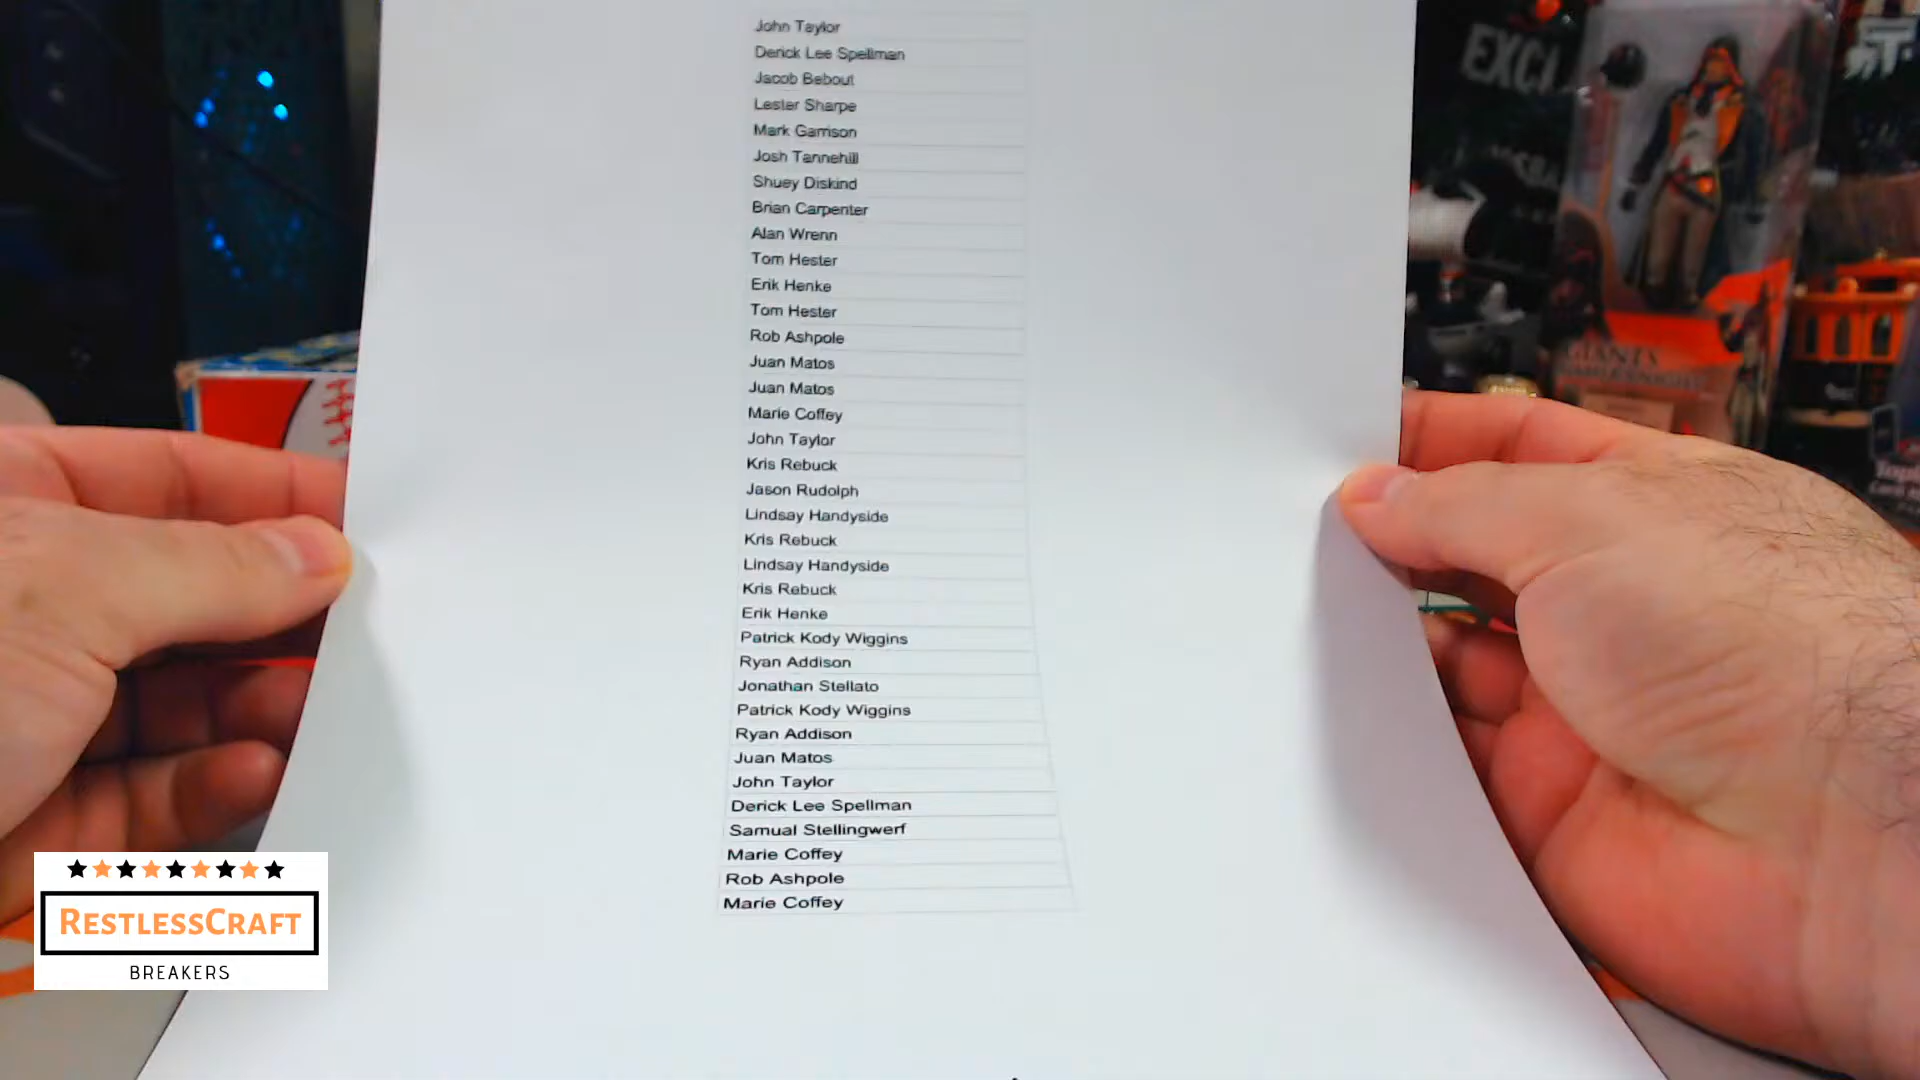 John Taylor
Derick Lee Spellman
Jacob Bebout
Lester Sharpe
Mark Garrison
Josh Tannehill
Shuey Diskind
Brian Carpenter
Alan Wrenn
Tom Hester
Erik Henke
Tom Hester
Rob Ashpole
Juan Matos
Juan Matos
Marie Coffey
John Taylor
Kris Rebuck
Jason Rudolph
Lindsay Handyside
Kris Rebuck
Lindsay Handyside
Kris Rebuck
Erik Henke
Patrick Kody Wiggins
Ryan Addison
Jonathan Stellato
Patrick Kody Wiggins
Ryan Addison
Juan Matos
John Taylor
Derick Lee Spellman
Samual Stellingwerf
Marie Coffey
Rob Ashpole
Marie Coffey
RESTLESSCRAFT
BREAKERS
EXCL
GIANTS